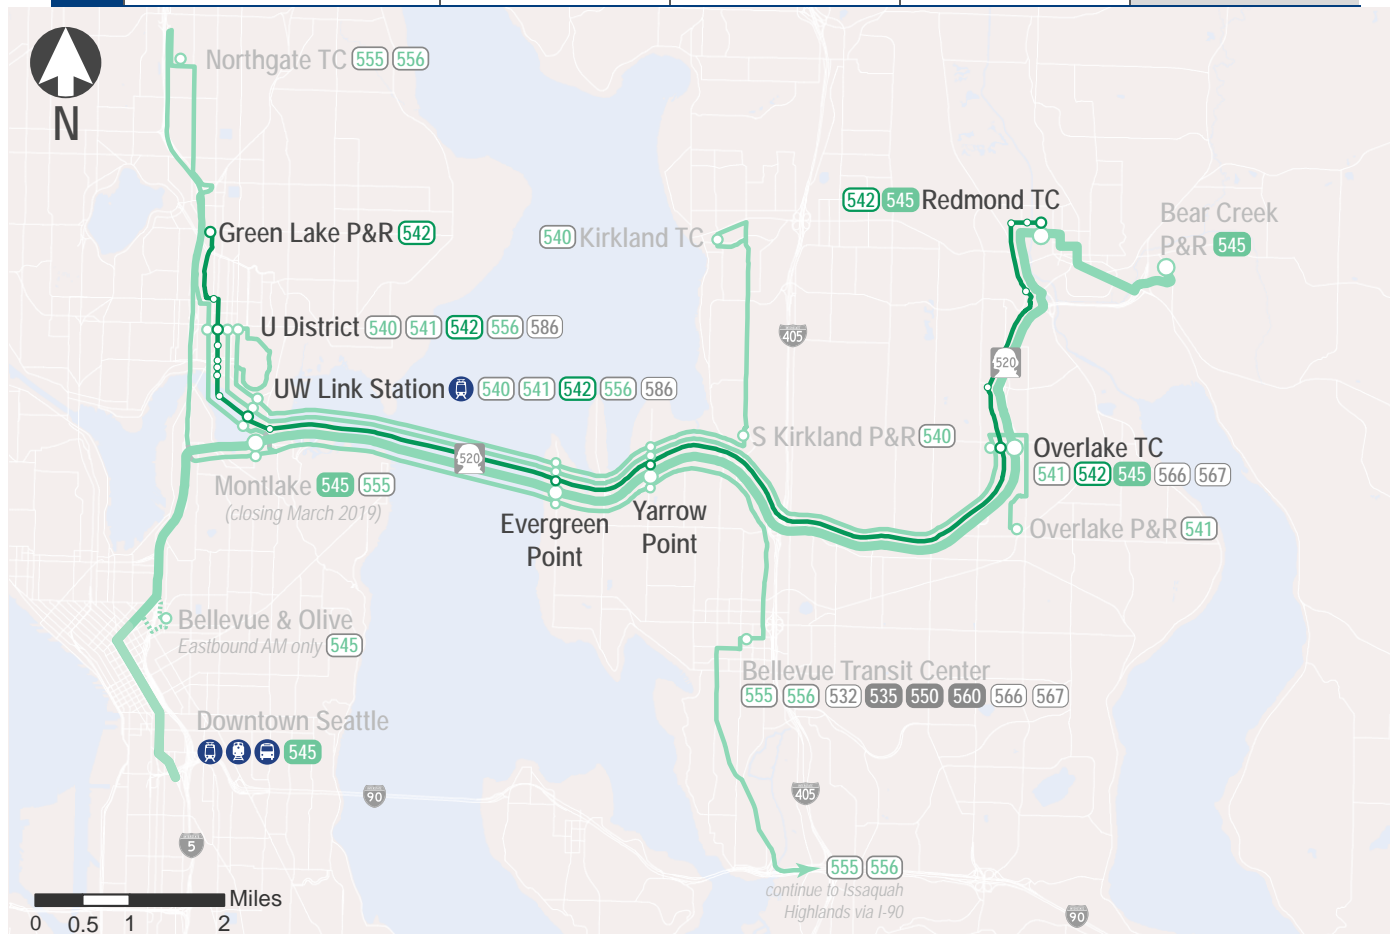 N
Northgate TC 555 556
Green Lake P&R 542
540 Kirkland TC
542 545 Redmond TC
Bear Creek
P&R 545
U District 540 541 542 556 586
405
520
UW Link Station 540 541 542 556 586
S Kirkland P&R 540
520
Overlake TC
541 542 545 566 567
Montlake 545 555
(closing March 2019)
Evergreen
Point
Yarrow
Point
Overlake P&R 541
Bellevue & Olive
Eastbound AM only 545
Bellevue Transit Center
555 556 532 535 550 560 566 567
Downtown Seattle
545
90
405
5
555 556
continue to Issaquah
Highlands via I-90
90
Miles
0 0.5 1 2